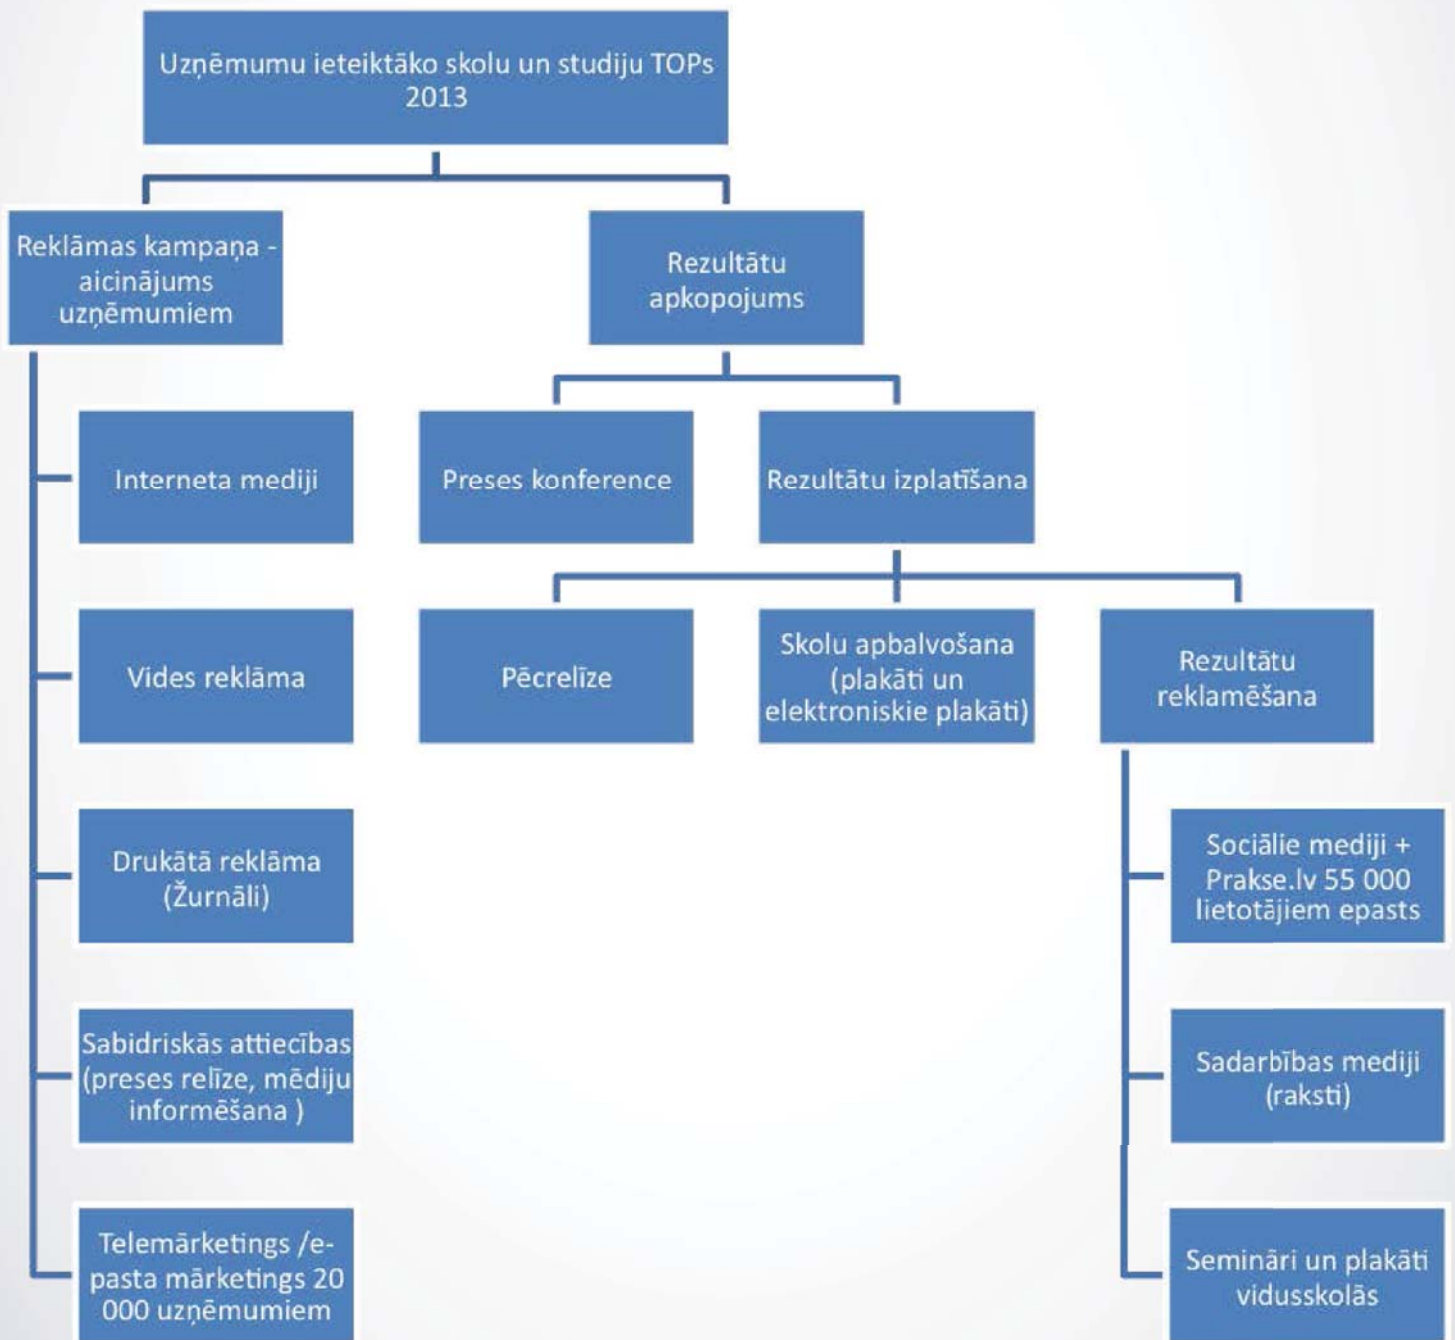 Uzņēmumu ieteiktāko skolu un studiju TOPs
2013
Reklāmas kampaņa -
aicinājums
uzņēmumiem
Rezultātu
apkopojums
Interneta mediji
Preses konference
Rezultātu izplatīšana
Vides reklāma
Pēcrelīze
Skolu apbalvošana
(plakāti un
elektroniskie plakāti)
Rezultātu
reklamēšana
Drukātā reklāma
(Žurnāli)
Sociālie mediji +
Prakse.lv 55 000
lietotājiem epasts
Sabidriskās attiecības
(preses relīze, mēdiju
informēšana )
Sadarbības mediji
(raksti)
Telemārketings /e-
pasta mārketings 20
000 uzņēmumiem
Semināri un plakāti
vidusskolās